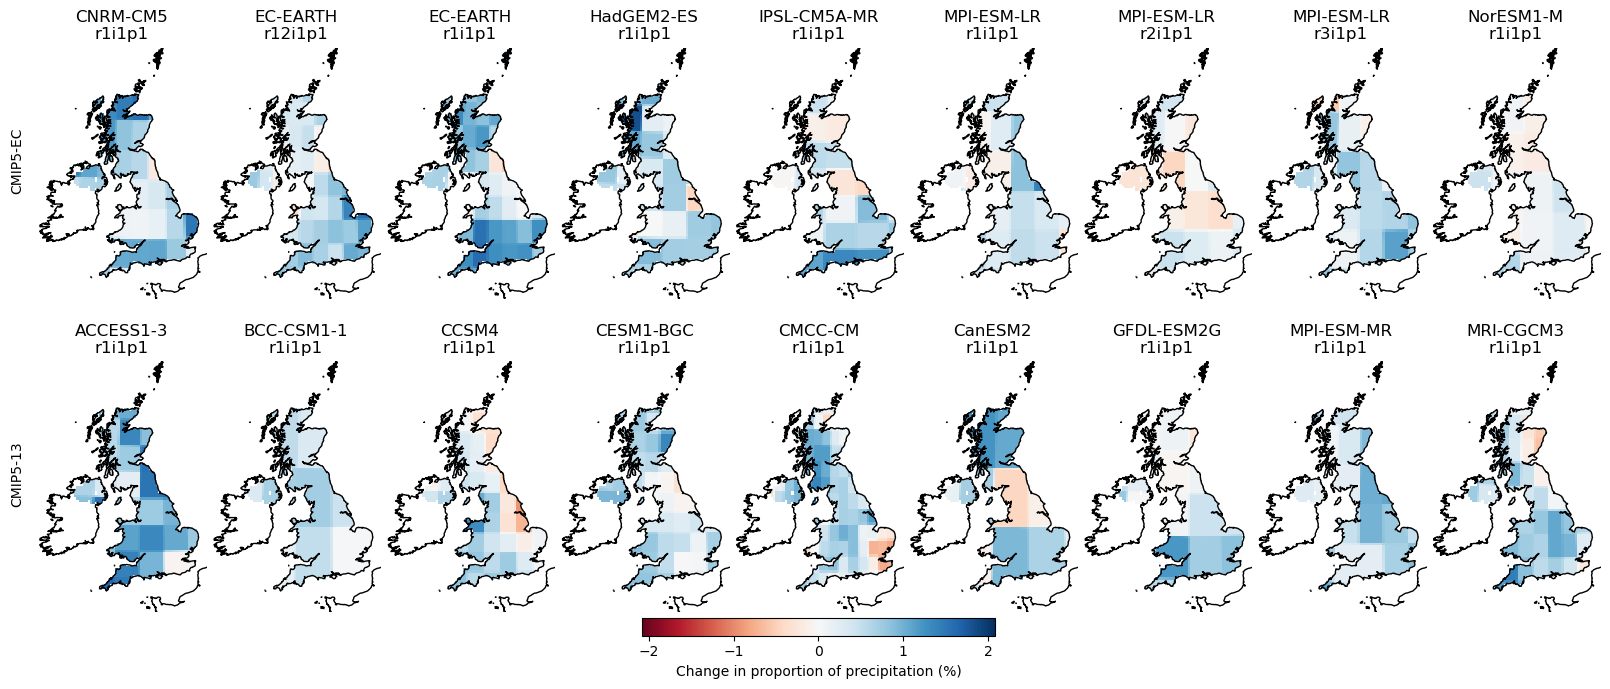 CNRM-CM5 EC-EARTH EC-EARTH HadGEM2-ES IPSL-CM5A-MR MPI-ESM-LR MPI-ESM-LR MPI-ESM-LR NorESM1-M
r1i1p1 r12i1p1 r1i1p1 r1i1p1 r1i1p1 r1i1p1 r2i1p1 r3i1p1 r1i1p1
CMIP5-EC
ACCESS1-3 BCC-CSM1-1 CCSM4 CESM1-BGC CMCC-CM CanESM2 GFDL-ESM2G MPI-ESM-MR MRI-CGCM3
r1i1p1 r1i1p1 r1i1p1 r1i1p1 r1i1p1 r1i1p1 r1i1p1 r1i1p1 r1i1p1
CMIP5-13
−2 −1 0 1 2
Change in proportion of precipitation (%)